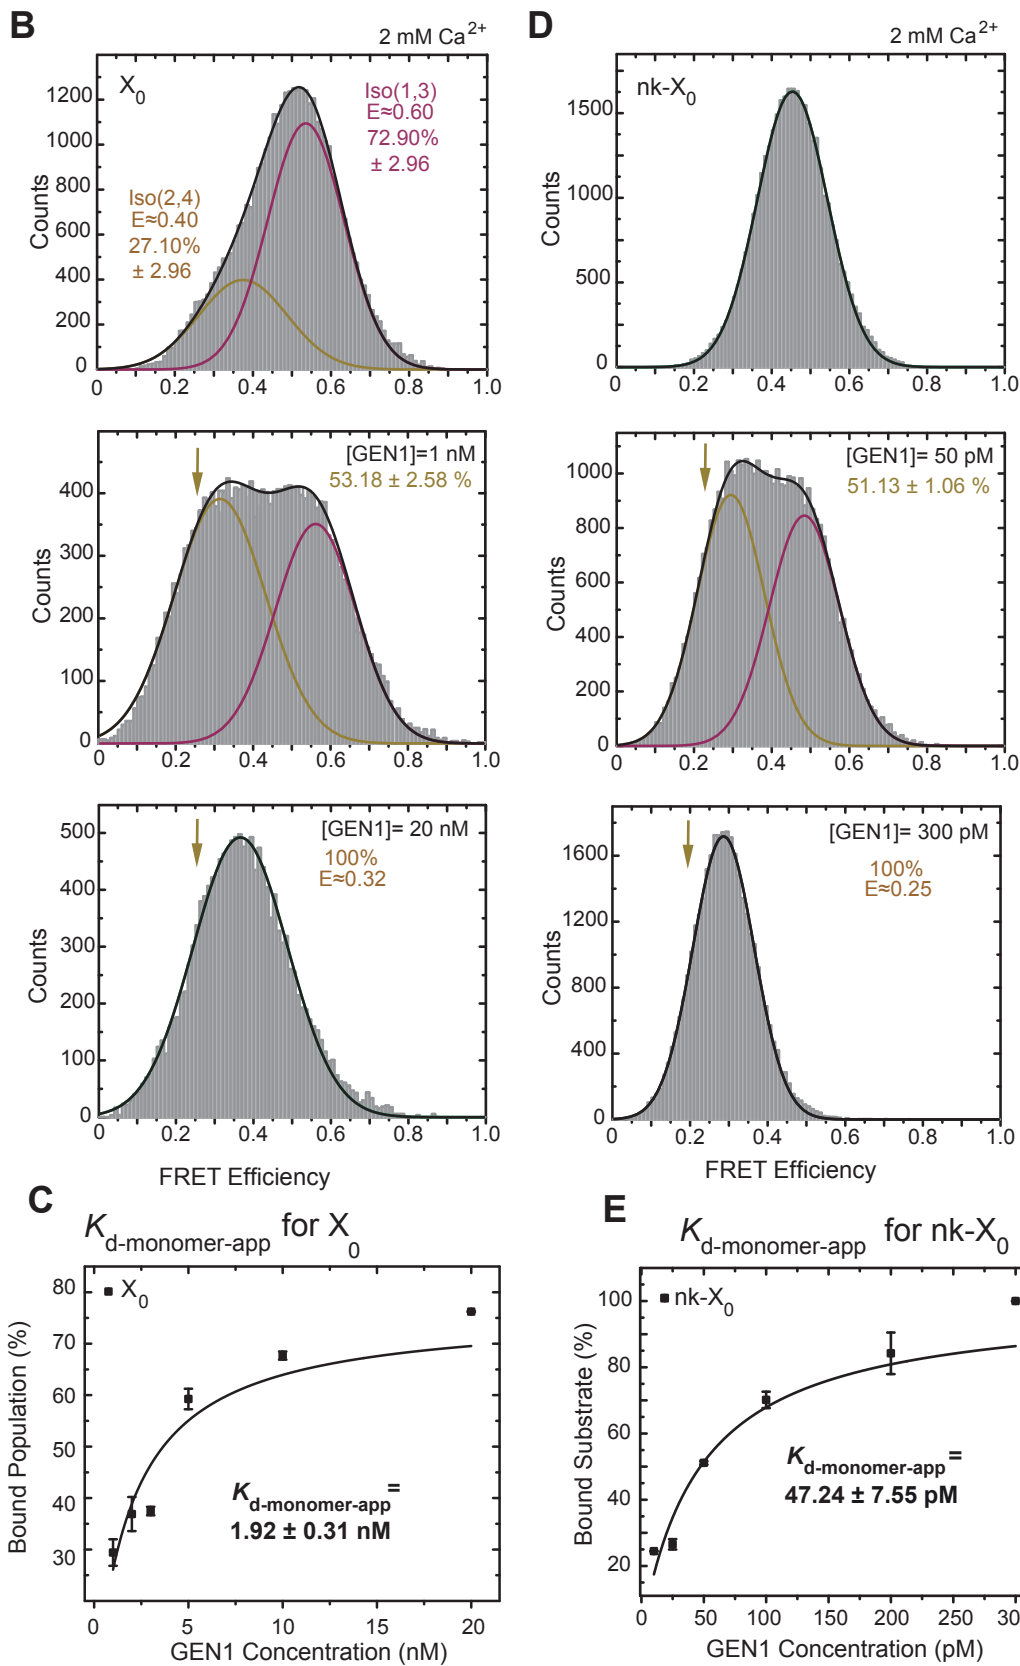 B
2 mM Ca²⁺
X₀
Iso(1,3)
E≈0.60
72.90%
± 2.96
Iso(2,4)
E≈0.40
27.10%
± 2.96
Counts
1200
1000
800
600
400
200
0
0 0.2 0.4 0.6 0.8 1.0
[GEN1]=1 nM
53.18 ± 2.58 %
Counts
400
300
200
100
0
0 0.2 0.4 0.6 0.8 1.0
[GEN1]= 20 nM
100%
E≈0.32
Counts
500
400
300
200
100
0
0 0.2 0.4 0.6 0.8 1.0
FRET Efficiency
D
2 mM Ca²⁺
nk-X₀
Counts
1500
1000
500
0
0 0.2 0.4 0.6 0.8 1.0
[GEN1]= 50 pM
51.13 ± 1.06 %
Counts
1000
800
600
400
200
0
0 0.2 0.4 0.6 0.8 1.0
[GEN1]= 300 pM
100%
E≈0.25
Counts
1600
1200
800
400
0
0 0.2 0.4 0.6 0.8 1.0
FRET Efficiency
C
K d-monomer-app for X₀
X₀
Bound Population (%)
80
70
60
50
40
30
K d-monomer-app =
1.92 ± 0.31 nM
0 5 10 15 20
GEN1 Concentration (nM)
E
K d-monomer-app for nk-X₀
nk-X₀
Bound Substrate (%)
100
80
60
40
20
K d-monomer-app =
47.24 ± 7.55 pM
0 50 100 150 200 250 30
GEN1 Concentration (pM)